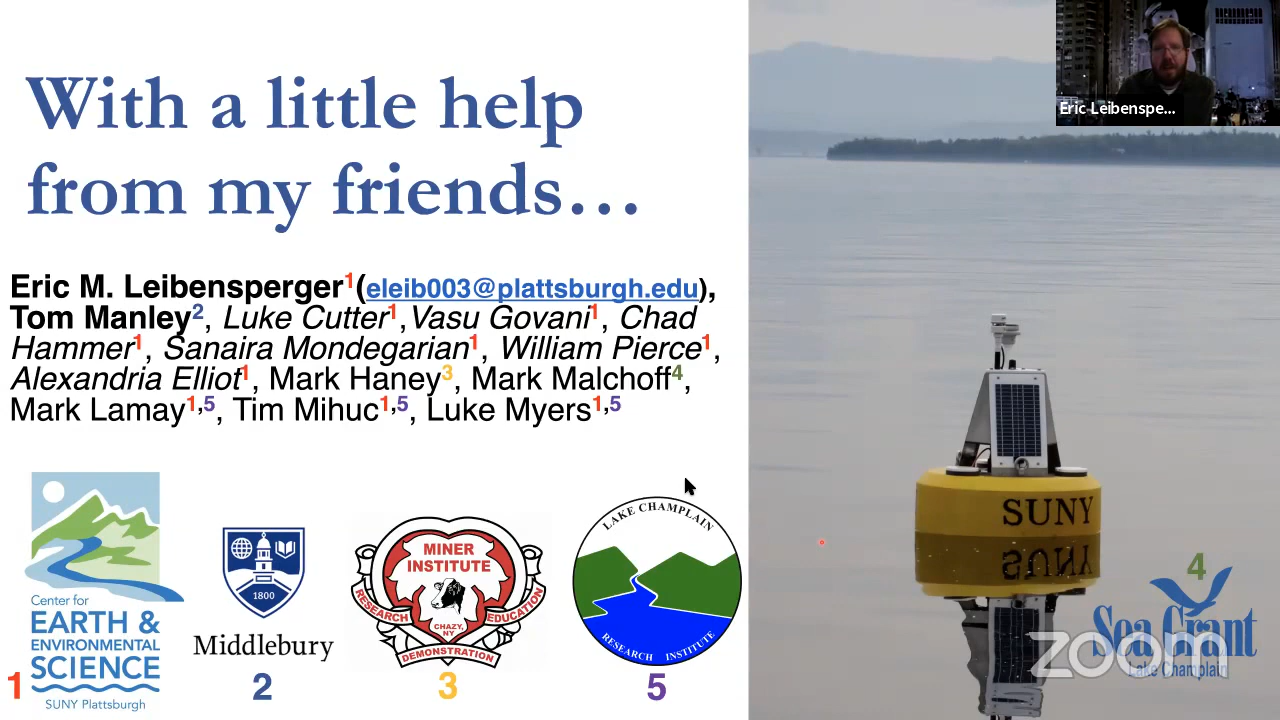 With a little help
from my friends…
Eric M. Leibensperger1(eleib003@plattsburgh.edu),
Tom Manley2, Luke Cutter1,Vasu Govani1, Chad
Hammer1, Sanaira Mondegarian1, William Pierce1,
Alexandria Elliot1, Mark Haney3, Mark Malchoff4,
Mark Lamay1,5, Tim Mihuc1,5, Luke Myers1,5
Center for
EARTH &
ENVIRONMENTAL
SCIENCE
SUNY Plattsburgh
1
1800
Middlebury
2
MINER
INSTITUTE
RESEARCH
EDUCATION
CHAZY,
NY
DEMONSTRATION
3
LAKE CHAMPLAIN
RESEARCH INSTITUTE
5
Eric Leibenspe...
SUNY
SUNY
4
Sea Grant
Lake Champlain
zoom